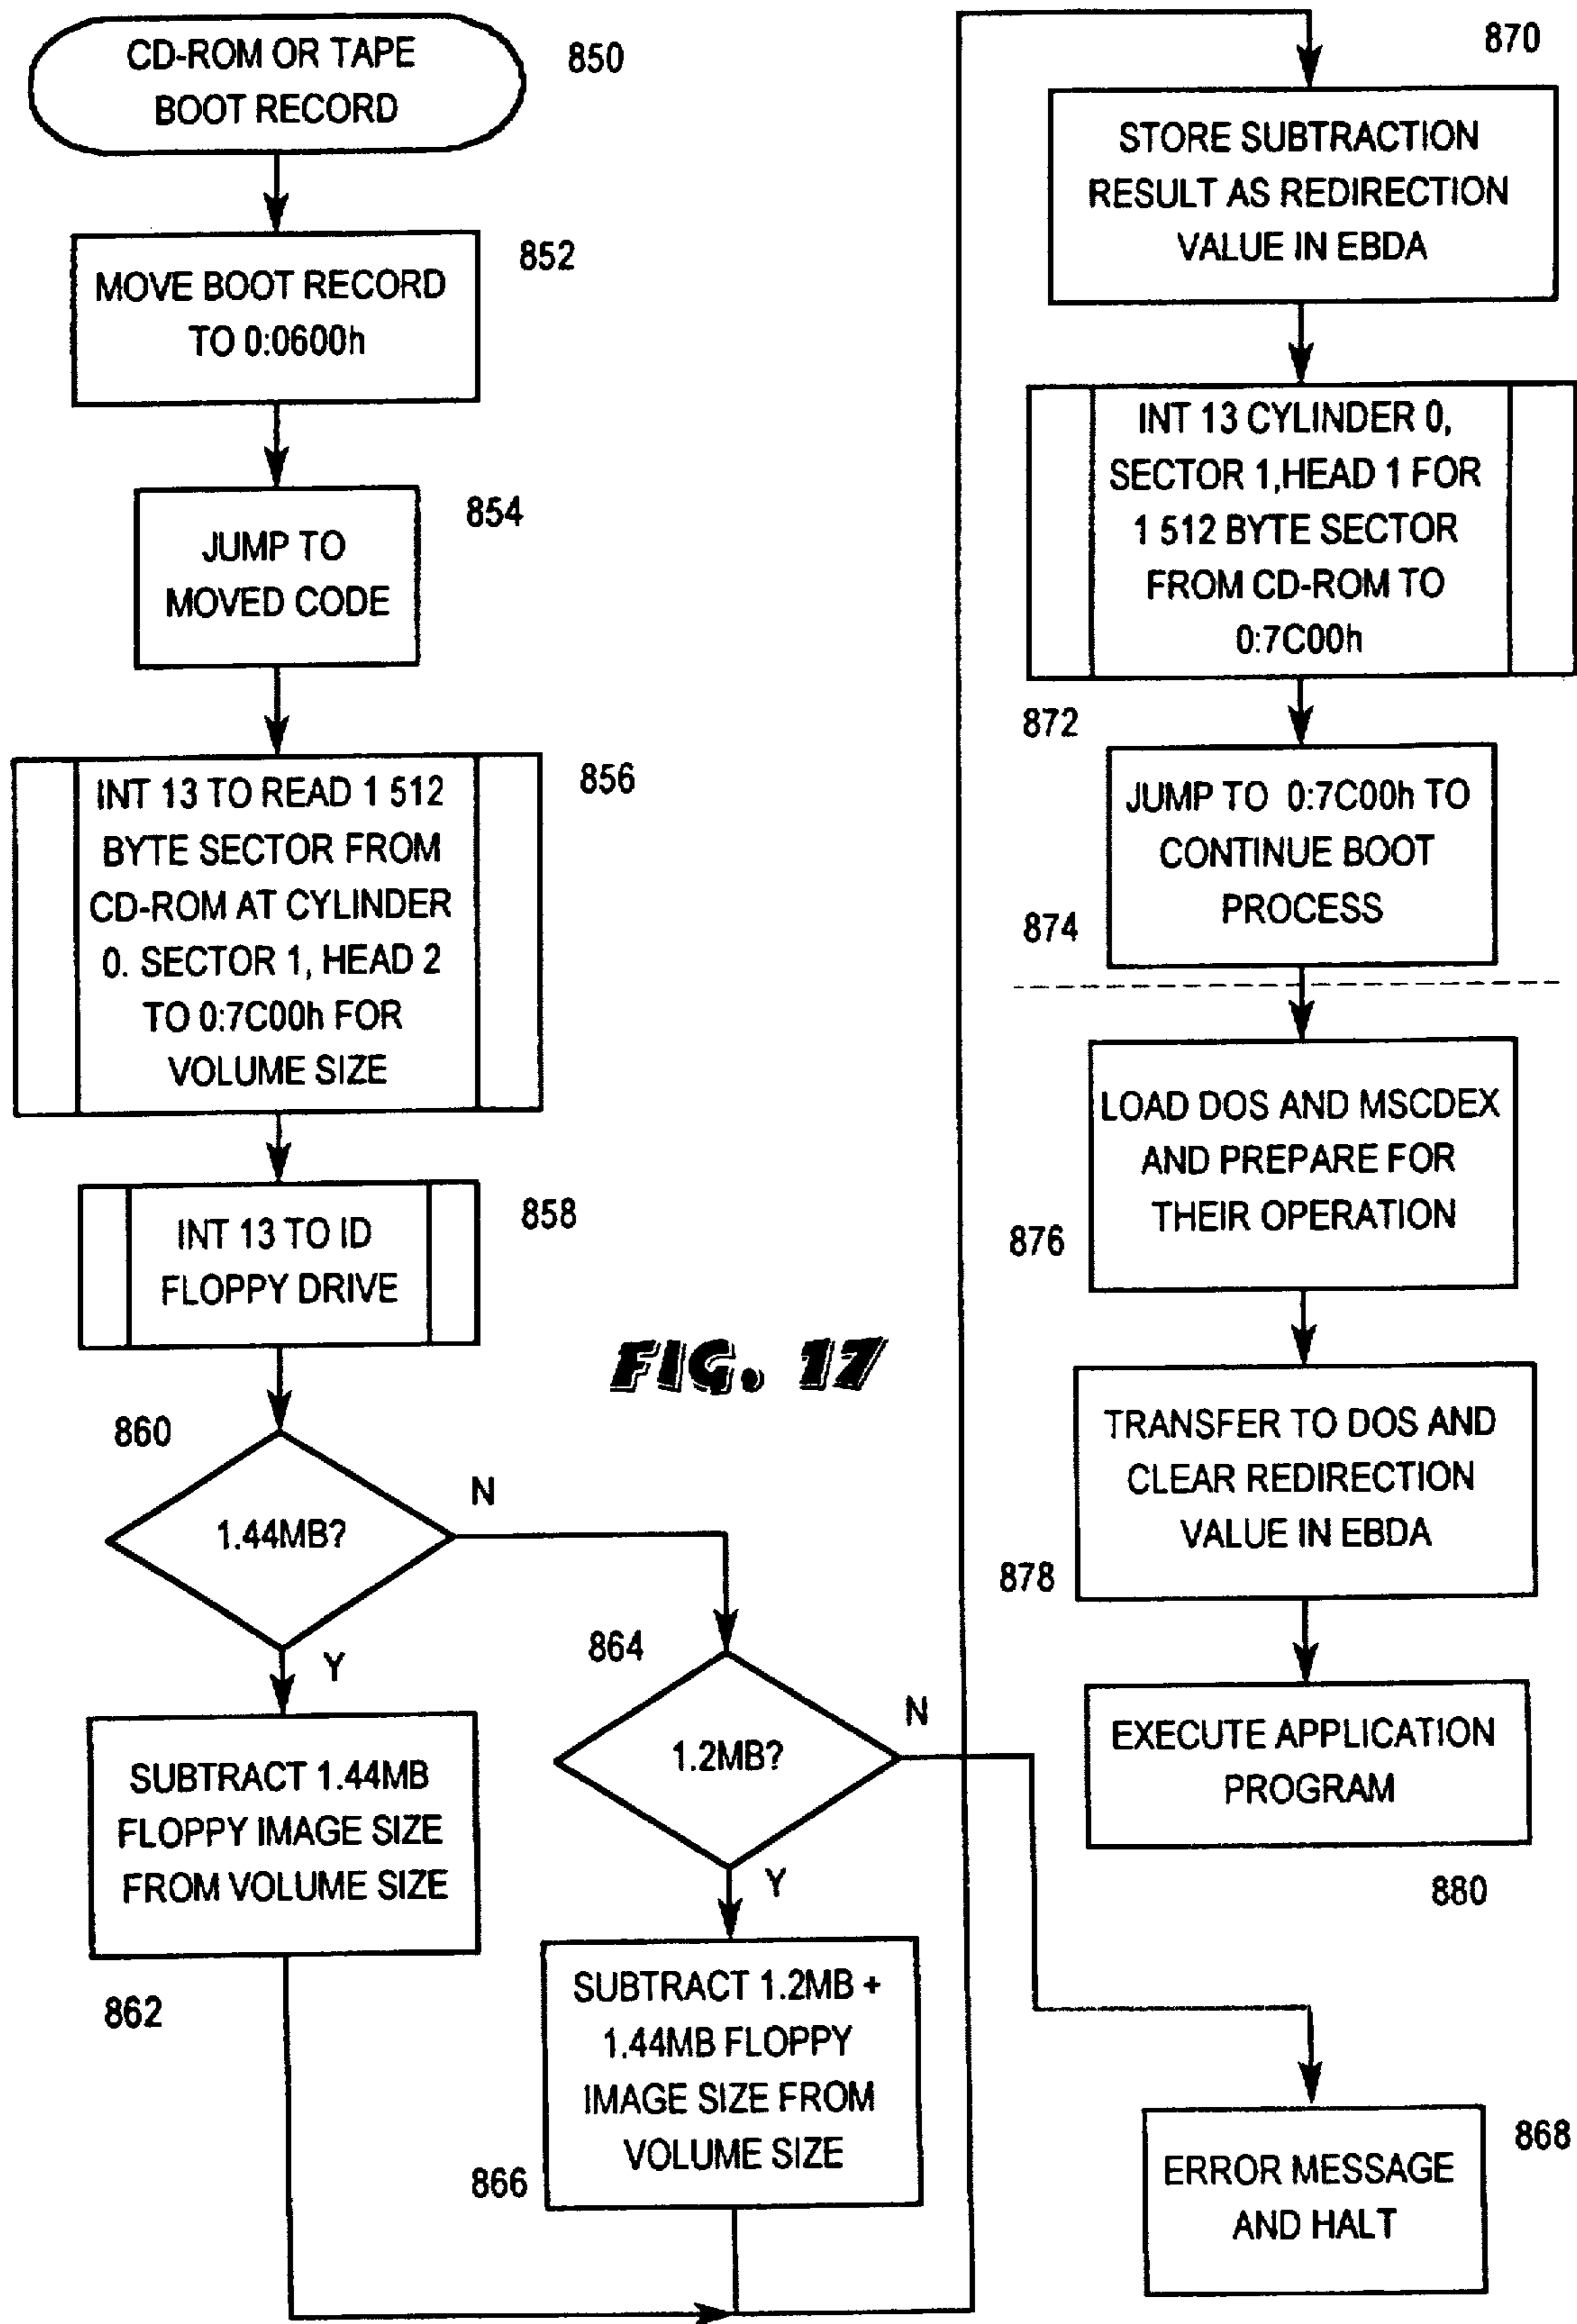 CD-ROM OR TAPE
BOOT RECORD
850
MOVE BOOT RECORD
TO 0:0600h
852
JUMP TO
MOVED CODE
854
INT 13 TO READ 1 512
BYTE SECTOR FROM
CD-ROM AT CYLINDER
0. SECTOR 1, HEAD 2
TO 0:7C00h FOR
VOLUME SIZE
856
INT 13 TO ID
FLOPPY DRIVE
858
FIG. 17
860
1.44MB?
N
Y
SUBTRACT 1.44MB
FLOPPY IMAGE SIZE
FROM VOLUME SIZE
862
864
1.2MB?
N
Y
SUBTRACT 1.2MB +
1.44MB FLOPPY
IMAGE SIZE FROM
VOLUME SIZE
866
870
STORE SUBTRACTION
RESULT AS REDIRECTION
VALUE IN EBDA
INT 13 CYLINDER 0,
SECTOR 1,HEAD 1 FOR
1 512 BYTE SECTOR
FROM CD-ROM TO
0:7C00h
872
JUMP TO 0:7C00h TO
CONTINUE BOOT
PROCESS
874
LOAD DOS AND MSCDEX
AND PREPARE FOR
THEIR OPERATION
876
TRANSFER TO DOS AND
CLEAR REDIRECTION
VALUE IN EBDA
878
EXECUTE APPLICATION
PROGRAM
880
868
ERROR MESSAGE
AND HALT